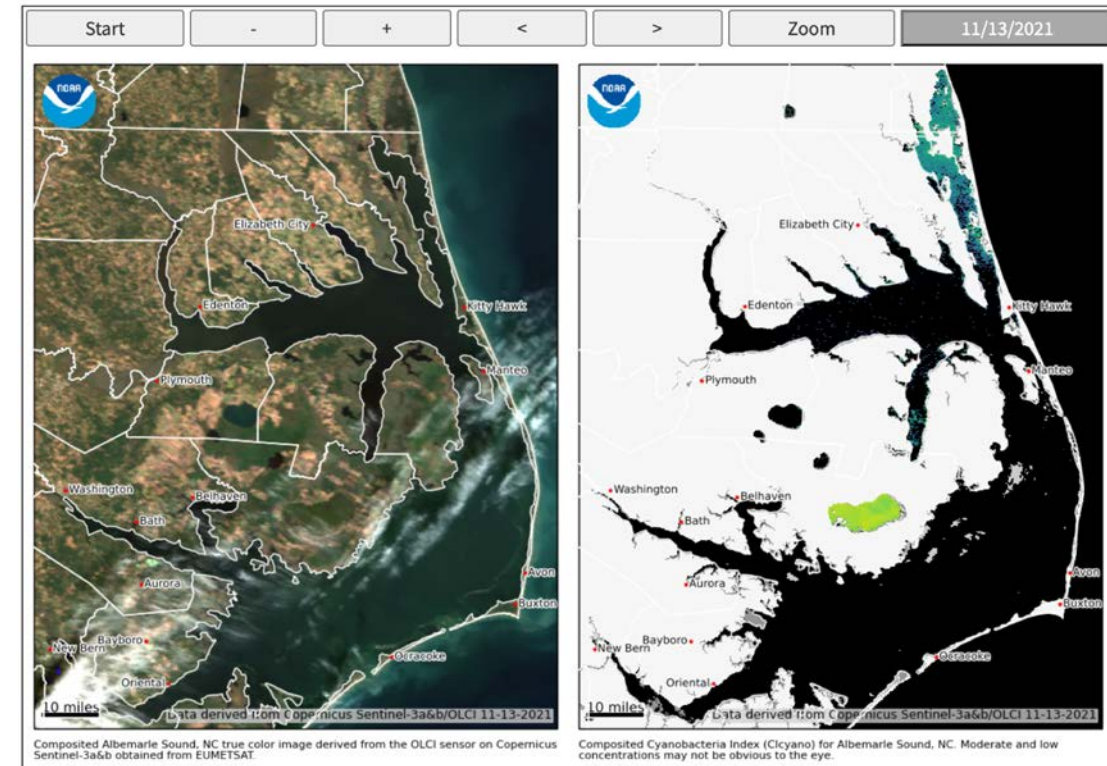 Start - + < > Zoom 11/13/2021
NOAA
Elizabeth City
Edenton
Kitty Hawk
Plymouth
Manteo
Washington
Belhaven
Bath
Aurora
Avon
Buxton
Bayboro
New Bern
Ocracoke
Oriental
10 miles
Data derived from Copernicus Sentinel-3a&b/OLCI 11-13-2021
Composited Albemarle Sound, NC true color image derived from the OLCI sensor on Copernicus
Sentinel-3a&b obtained from EUMETSAT.
NOAA
Elizabeth City
Edenton
Kitty Hawk
Plymouth
Manteo
Washington
Belhaven
Bath
Aurora
Avon
Buxton
Bayboro
New Bern
Ocracoke
Oriental
10 miles
Data derived from Copernicus Sentinel-3a&b/OLCI 11-13-2021
Composited Cyanobacteria Index (CIcyano) for Albemarle Sound, NC. Moderate and low
concentrations may not be obvious to the eye.